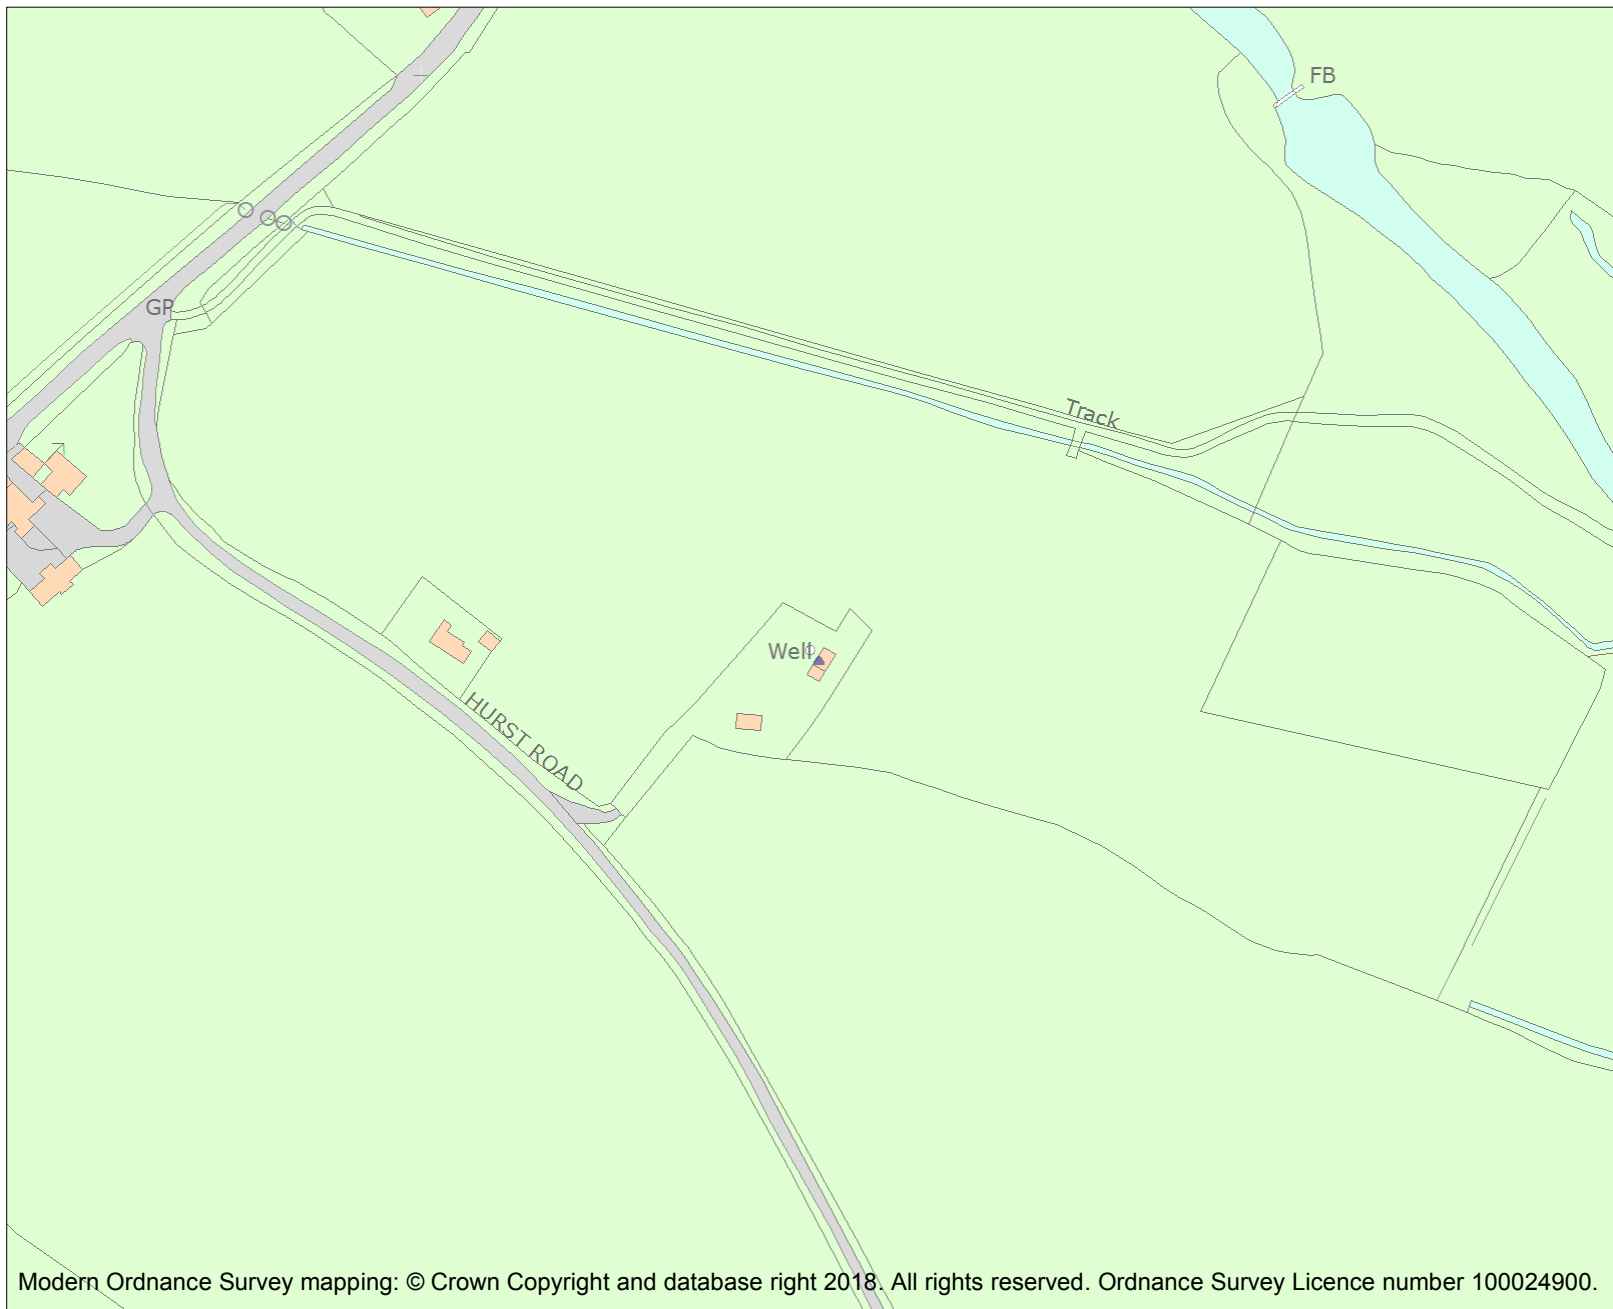 FB
GP
Track
Well
HURST ROAD
Modern Ordnance Survey mapping: © Crown Copyright and database right 2018. All rights reserved. Ordnance Survey Licence number 100024900.